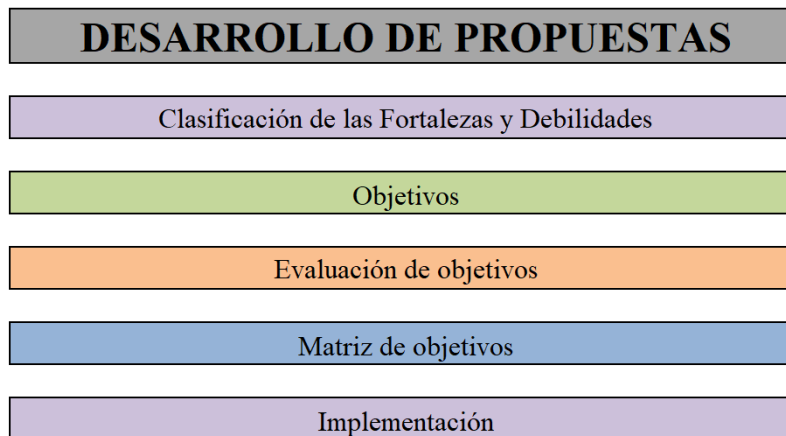 DESARROLLO DE PROPUESTAS
Clasificación de las Fortalezas y Debilidades
Objetivos
Evaluación de objetivos
Matriz de objetivos
Implementación